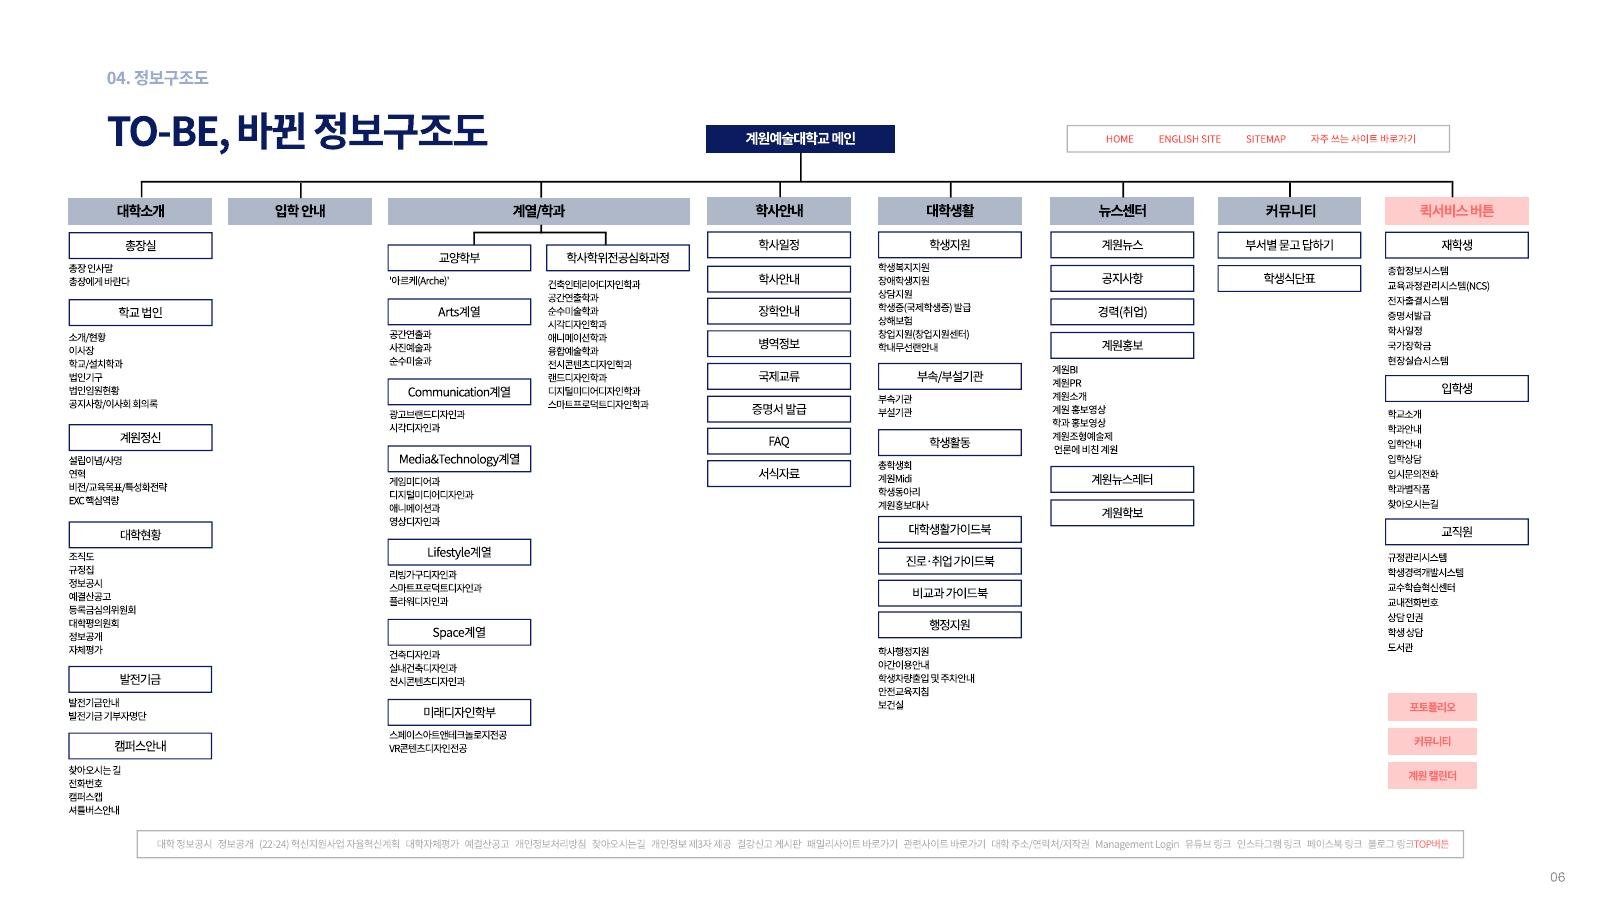 04. 정보구조도
TO-BE, 바뀐 정보구조도
계원예술대학교 메인
HOME ENGLISH SITE SITEMAP 자주 쓰는 사이트 바로가기
대학소개
총장실
총장 인사말
총장에게 바란다
학교 법인
소개/현황
이사장
학교/설치학과
법인기구
법인임원현황
공지사항/이사회 회의록
계원정신
설립이념/사명
연혁
비전/교육목표/특성화전략
EXC 핵심역량
대학현황
조직도
규정집
정보공시
예결산공고
등록금심의위원회
대학평의원회
정보공개
자체평가
발전기금
발전기금안내
발전기금 기부자명단
캠퍼스안내
찾아오시는 길
전화번호
캠퍼스맵
셔틀버스안내
입학 안내
계열/학과
교양학부
'아르케(Arche)'
Arts계열
공간연출과
사진예술과
순수미술과
Communication계열
광고브랜드디자인과
시각디자인과
Media&Technology계열
게임미디어과
디지털미디어디자인과
애니메이션과
영상디자인과
Lifestyle계열
리빙가구디자인과
스마트프로덕트디자인과
플라워디자인과
Space계열
건축디자인과
실내건축디자인과
전시콘텐츠디자인과
미래디자인학부
스페이스아트앤테크놀로지전공
VR콘텐츠디자인전공
학사학위전공심화과정
건축인테리어디자인학과
공간연출학과
순수미술학과
시각디자인학과
애니메이션학과
융합예술학과
전시콘텐츠디자인학과
랜드디자인학과
디지털미디어디자인학과
스마트프로덕트디자인학과
학사안내
학사일정
학사안내
장학안내
병역정보
국제교류
증명서 발급
FAQ
서식자료
대학생활
학생지원
학생복지지원
장애학생지원
상담지원
학생증(국제학생증) 발급
상해보험
창업지원(창업지원센터)
학내무선랜안내
부속/부설기관
부속기관
부설기관
학생활동
총학생회
계원Midi
학생동아리
계원홍보대사
대학생활가이드북
진로·취업 가이드북
비교과 가이드북
행정지원
학사행정지원
야간이용안내
학생차량출입 및 주차안내
안전교육지침
보건실
뉴스센터
계원뉴스
공지사항
경력(취업)
계원홍보
계원BI
계원PR
계원소개
계원 홍보영상
학과 홍보영상
계원조형예술제
언론에 비친 계원
계원뉴스레터
계원학보
커뮤니티
부서별 묻고 답하기
학생식단표
퀵서비스 버튼
재학생
종합정보시스템
교육과정관리시스템(NCS)
전자출결시스템
증명서발급
학사일정
국가장학금
현장실습시스템
입학생
학교소개
학과안내
입학안내
입학상담
입시문의전화
학과별작품
찾아오시는길
교직원
규정관리시스템
학생경력개발시스템
교수학습혁신센터
교내전화번호
상담 인권
학생 상담
도서관
포토폴리오
커뮤니티
계원 캘린더
대학 정보공시 정보공개 (22-24) 혁신지원사업 자율혁신계획 대학자체평가 예결산공고 개인정보처리방침 찾아오시는길 개인정보 제3자 제공 결강신고 게시판 패밀리사이트 바로가기 관련사이트 바로가기 대학 주소/연락처/저작권 Management Login 유튜브 링크 인스타그램 링크 페이스북 링크 블로그 링크TOP버튼
06